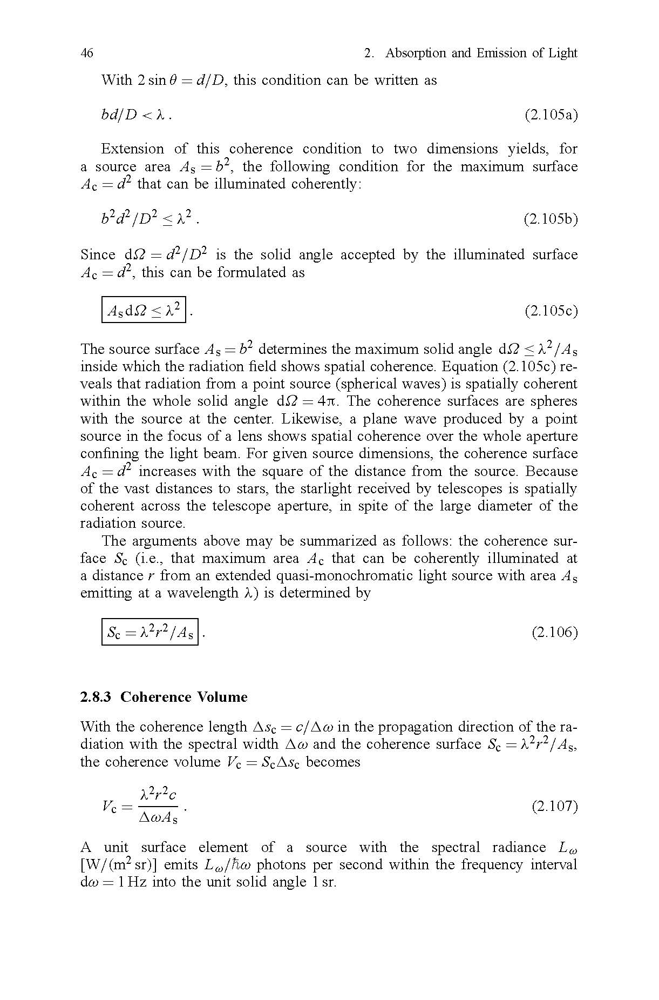 46 2. Absorption and Emission of Light
With 2 sin θ = d/D, this condition can be written as
bd/D < λ . (2.105a)
Extension of this coherence condition to two dimensions yields, for
a source area Aₛ = b², the following condition for the maximum surface
A_c = d² that can be illuminated coherently:
b²d²/D² ≤ λ² . (2.105b)
Since dΩ = d²/D² is the solid angle accepted by the illuminated surface
A_c = d², this can be formulated as
AₛdΩ ≤ λ² . (2.105c)
The source surface Aₛ = b² determines the maximum solid angle dΩ ≤ λ²/Aₛ
inside which the radiation field shows spatial coherence. Equation (2.105c) re-
veals that radiation from a point source (spherical waves) is spatially coherent
within the whole solid angle dΩ = 4π. The coherence surfaces are spheres
with the source at the center. Likewise, a plane wave produced by a point
source in the focus of a lens shows spatial coherence over the whole aperture
confining the light beam. For given source dimensions, the coherence surface
A_c = d² increases with the square of the distance from the source. Because
of the vast distances to stars, the starlight received by telescopes is spatially
coherent across the telescope aperture, in spite of the large diameter of the
radiation source.
The arguments above may be summarized as follows: the coherence sur-
face S_c (i.e., that maximum area A_c that can be coherently illuminated at
a distance r from an extended quasi-monochromatic light source with area Aₛ
emitting at a wavelength λ) is determined by
S_c = λ²r²/Aₛ . (2.106)
2.8.3 Coherence Volume
With the coherence length Δs_c = c/Δω in the propagation direction of the ra-
diation with the spectral width Δω and the coherence surface S_c = λ²r²/Aₛ,
the coherence volume V_c = S_cΔs_c becomes
V_c = λ²r²c / ΔωAₛ . (2.107)
A unit surface element of a source with the spectral radiance L_ω
[W/(m² sr)] emits L_ω/ħω photons per second within the frequency interval
dω = 1 Hz into the unit solid angle 1 sr.